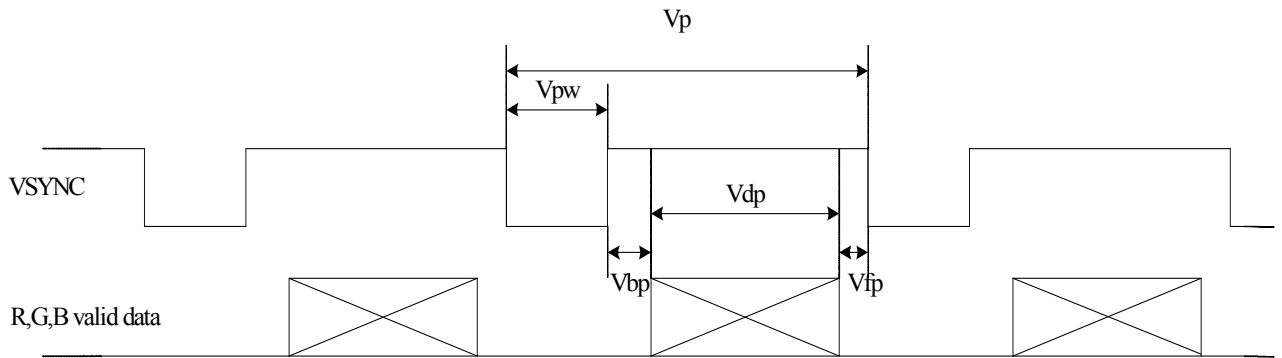 Vp
Vpw
VSYNC
Vdp
Vbp
Vfp
R,G,B valid data